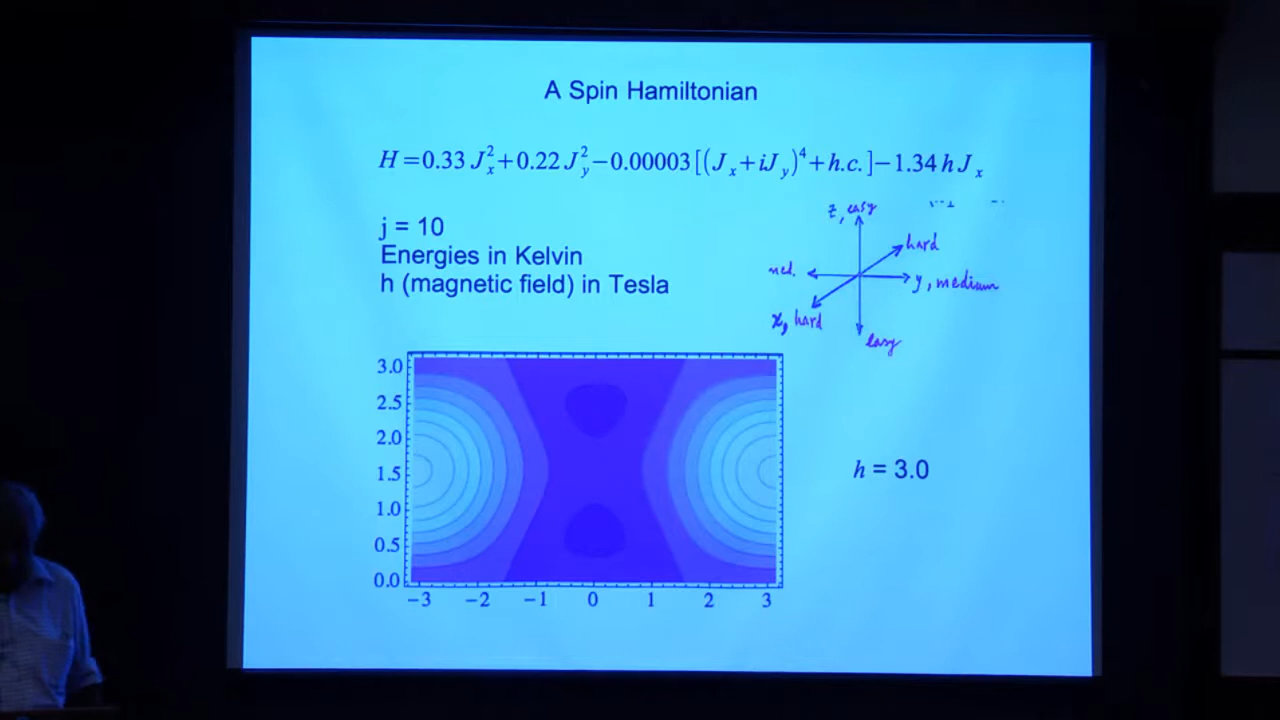 A Spin Hamiltonian
H=0.33 J_x^2+0.22 J_y^2−0.00003[(J_x+iJ_y)^4+h.c.]−1.34 h J_x
j = 10
Energies in Kelvin
h (magnetic field) in Tesla
z, easy
hard
med.
y, medium
x, hard
easy
3.0
2.5
2.0
1.5
1.0
0.5
0.0
−3 −2 −1 0 1 2 3
h = 3.0